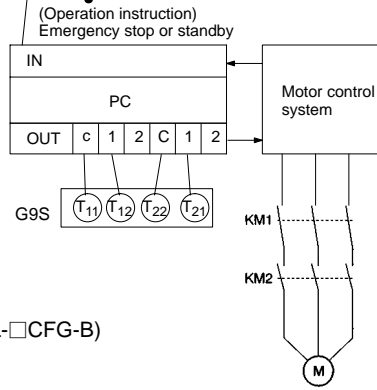 (Operation instruction)
Emergency stop or standby
IN
PC
OUT c 1 2 C 1 2
Motor control
system
G9S T11 T12 T22 T21
KM1
KM2
-□CFG-B)
M